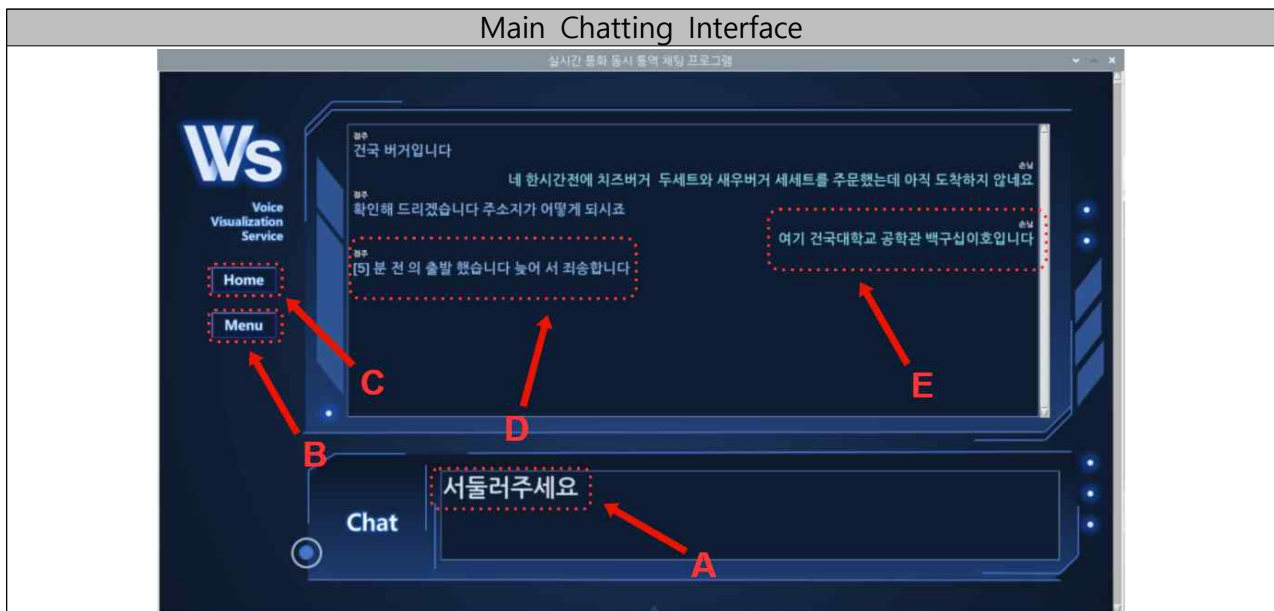 Main Chatting Interface
실시간 통화 동시 통역 채팅 프로그램
VVs
Voice
Visualization
Service
Home
Menu
점주
건국 버거입니다
손님
네 한시간전에 치즈버거 두세트와 새우버거 세세트를 주문했는데 아직 도착하지 않네요
점주
확인해 드리겠습니다 주소지가 어떻게 되시죠
손님
여기 건국대학교 공학관 백구십이호입니다
점주
[5] 분 전 의 출발 했습니다 늦어 서 죄송합니다
C
D
E
B
Chat
서둘러주세요
A